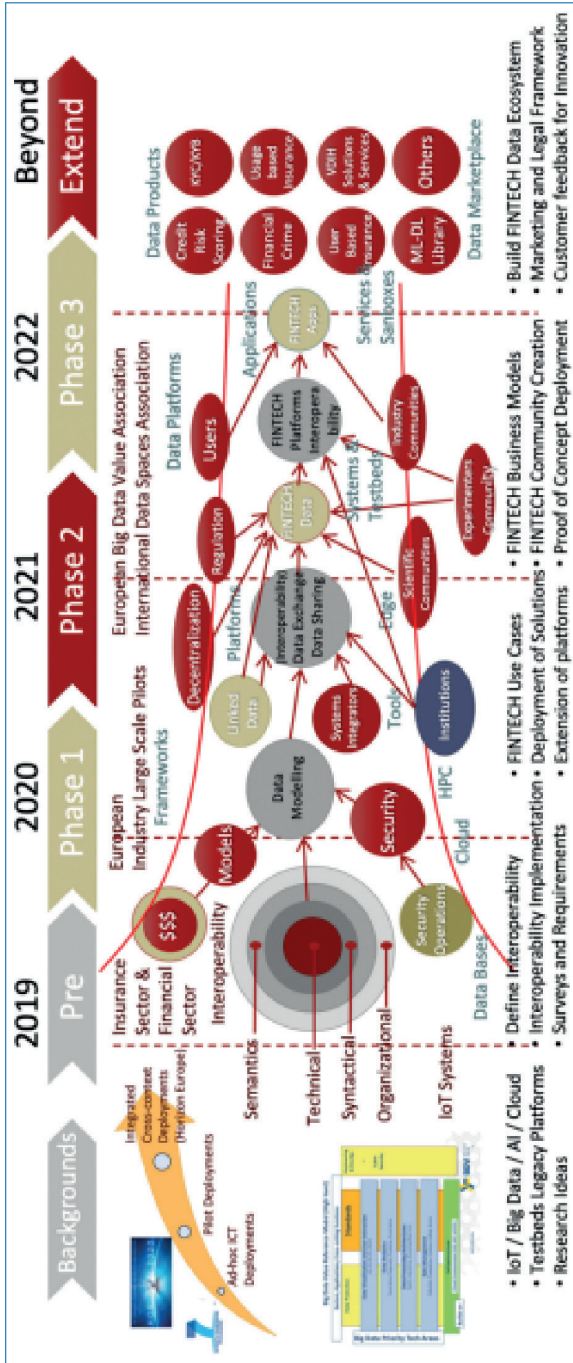 2019
2020
2021
2022
Beyond
Backgrounds
Pre
Phase 1
Phase 2
Phase 3
Extend
Integrated
Cross-context
Deployments
(Horizon Europe)
Pilot Deployments
Ad-hoc ICT
Deployments
Insurance
Sector &
Financial
Sector
Interoperability
Semantics
Technical
Syntactical
Organizational
IoT Systems
Data Bases
$$$
Models
Security
Security
Operations
Cloud
HPC
European
Industry Large Scale Pilots
Frameworks
Data
Modelling
Linked
Data
Systems
Integrators
Tools
Institutions
Decentralization
Platforms
Interoperability
Data Exchange
Data Sharing
Edge
European Big Data Value Association
International Data Spaces Association
Data Platforms
Regulation
Users
FINTECH
Data
Systems &
Testbeds
Scientific
Communities
Experimenters
Community
Industry
Communities
FINTECH
Platforms
Interopera
bility
Applications
FINTECH
Apps
Services &
Sanboxes
Data Products
Credit
Risk
Scoring
KYC/KYB
Financial
Crime
Usage
based
Insurance
User
Based
Insurance
VDIH
Solutions
& Services
ML-DL
Library
Others
Data Marketplace
Big Data Priority Tech Areas
Standards
• IoT / Big Data / AI / Cloud
• Testbeds Legacy Platforms
• Research Ideas
• Define Interoperability
• Interoperability Implementation
• Surveys and Requirements
• FINTECH Use Cases
• Deployment of Solutions
• Extension of platforms
• FINTECH Business Models
• FINTECH Community Creation
• Proof of Concept Deployment
• Build FINTECH Data Ecosystem
• Marketing and Legal Framework
• Customer feedback for Innovation